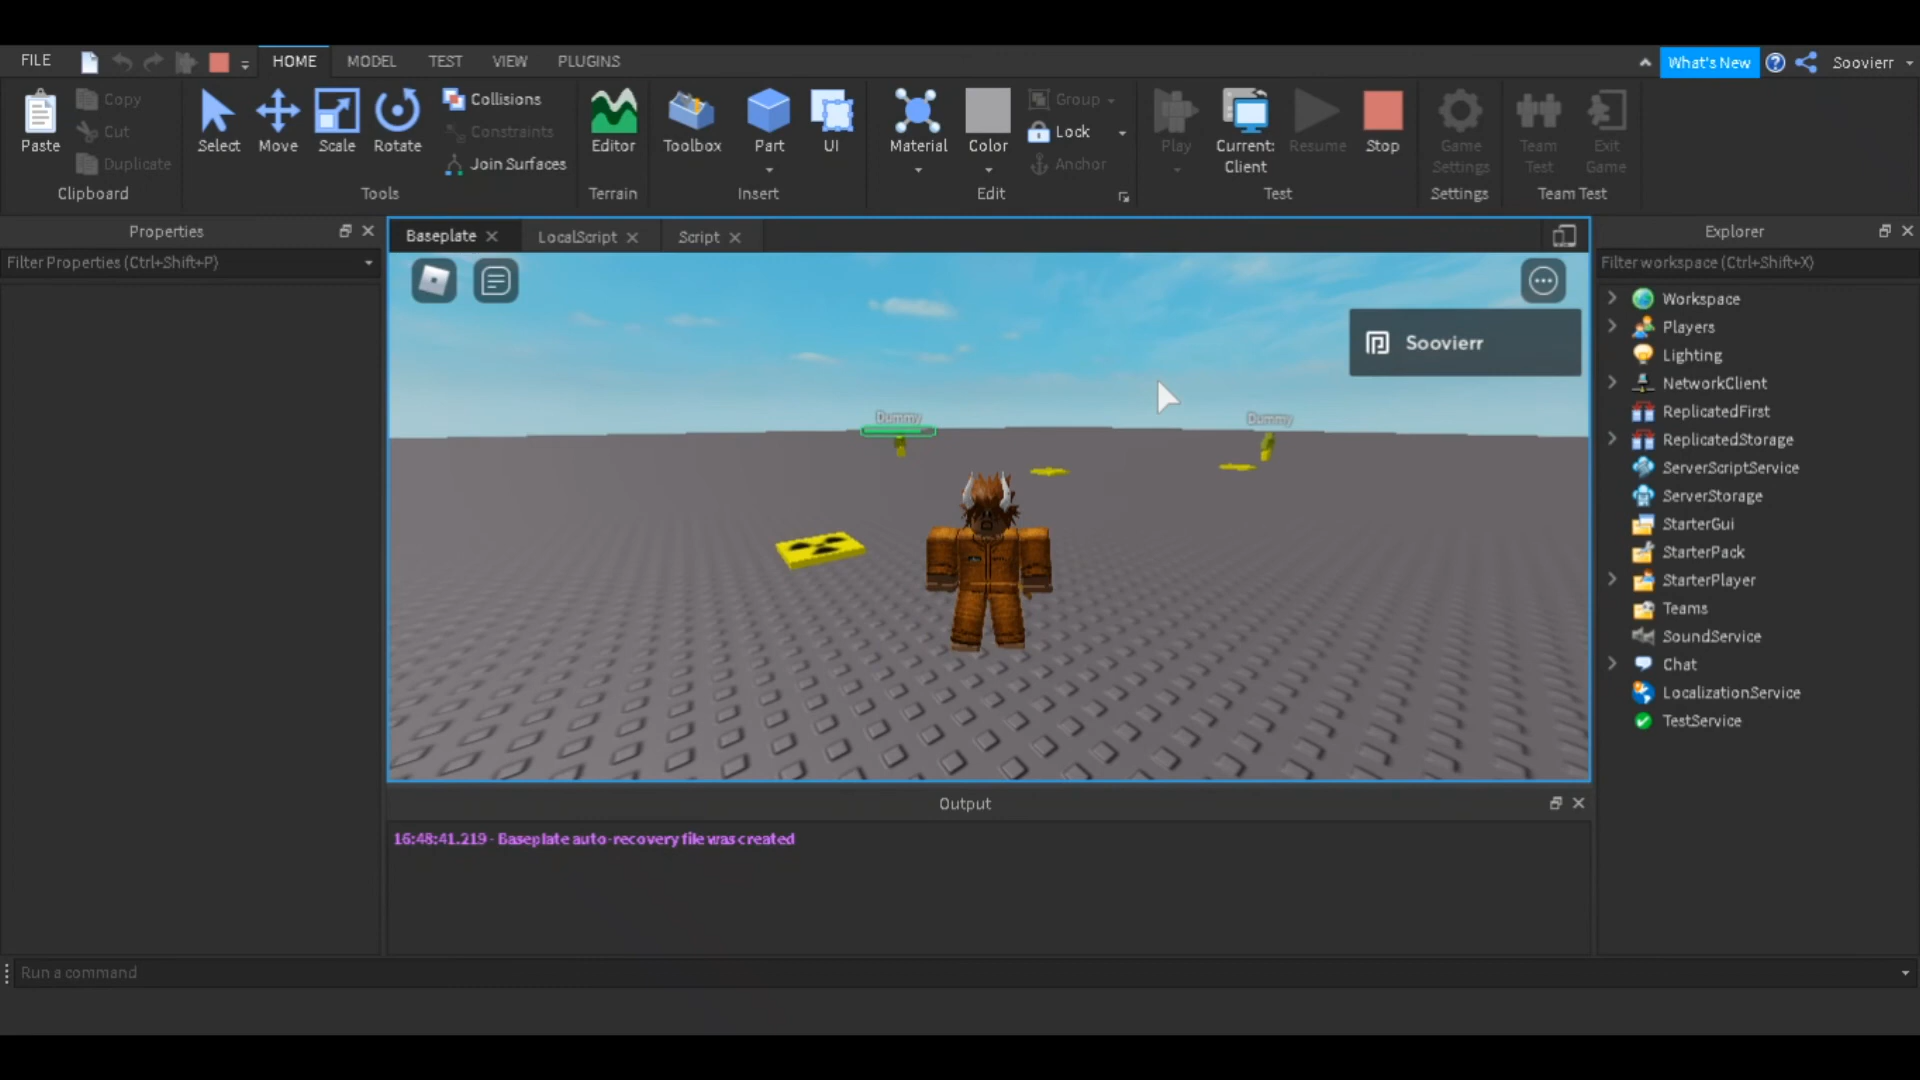 FILE
HOME
MODEL
TEST
VIEW
PLUGINS
What's New
Soovierr
Paste
Copy
Cut
Duplicate
Clipboard
Select
Move
Scale
Rotate
Collisions
Constraints
Join Surfaces
Tools
Editor
Terrain
Toolbox
Part
UI
Insert
Material
Color
Group
Lock
Anchor
Edit
Play
Current:
Client
Resume
Stop
Test
Game
Settings
Settings
Team
Test
Exit
Game
Team Test
Properties
Filter Properties (Ctrl+Shift+P)
Baseplate
LocalScript
Script
Soovierr
Dummy
Dummy
Output
16:48:41.219 - Baseplate auto-recovery file was created
Explorer
Filter workspace (Ctrl+Shift+X)
Workspace
Players
Lighting
NetworkClient
ReplicatedFirst
ReplicatedStorage
ServerScriptService
ServerStorage
StarterGui
StarterPack
StarterPlayer
Teams
SoundService
Chat
LocalizationService
TestService
Run a command